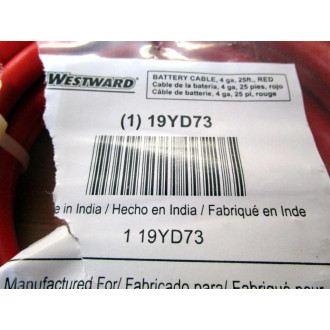 WESTWARD®
BATTERY CABLE, 4 ga, 25ft., RED
Cable de la bateria, 4 ga, 25 pies, rojo
Câble de batterie, 4 ga, 25 pi, rouge
(1) 19YD73
in India / Hecho en India / Fabriqué en Inde
1 19YD73
Manufactured For/ Fabricado para/ Fabriqué pour